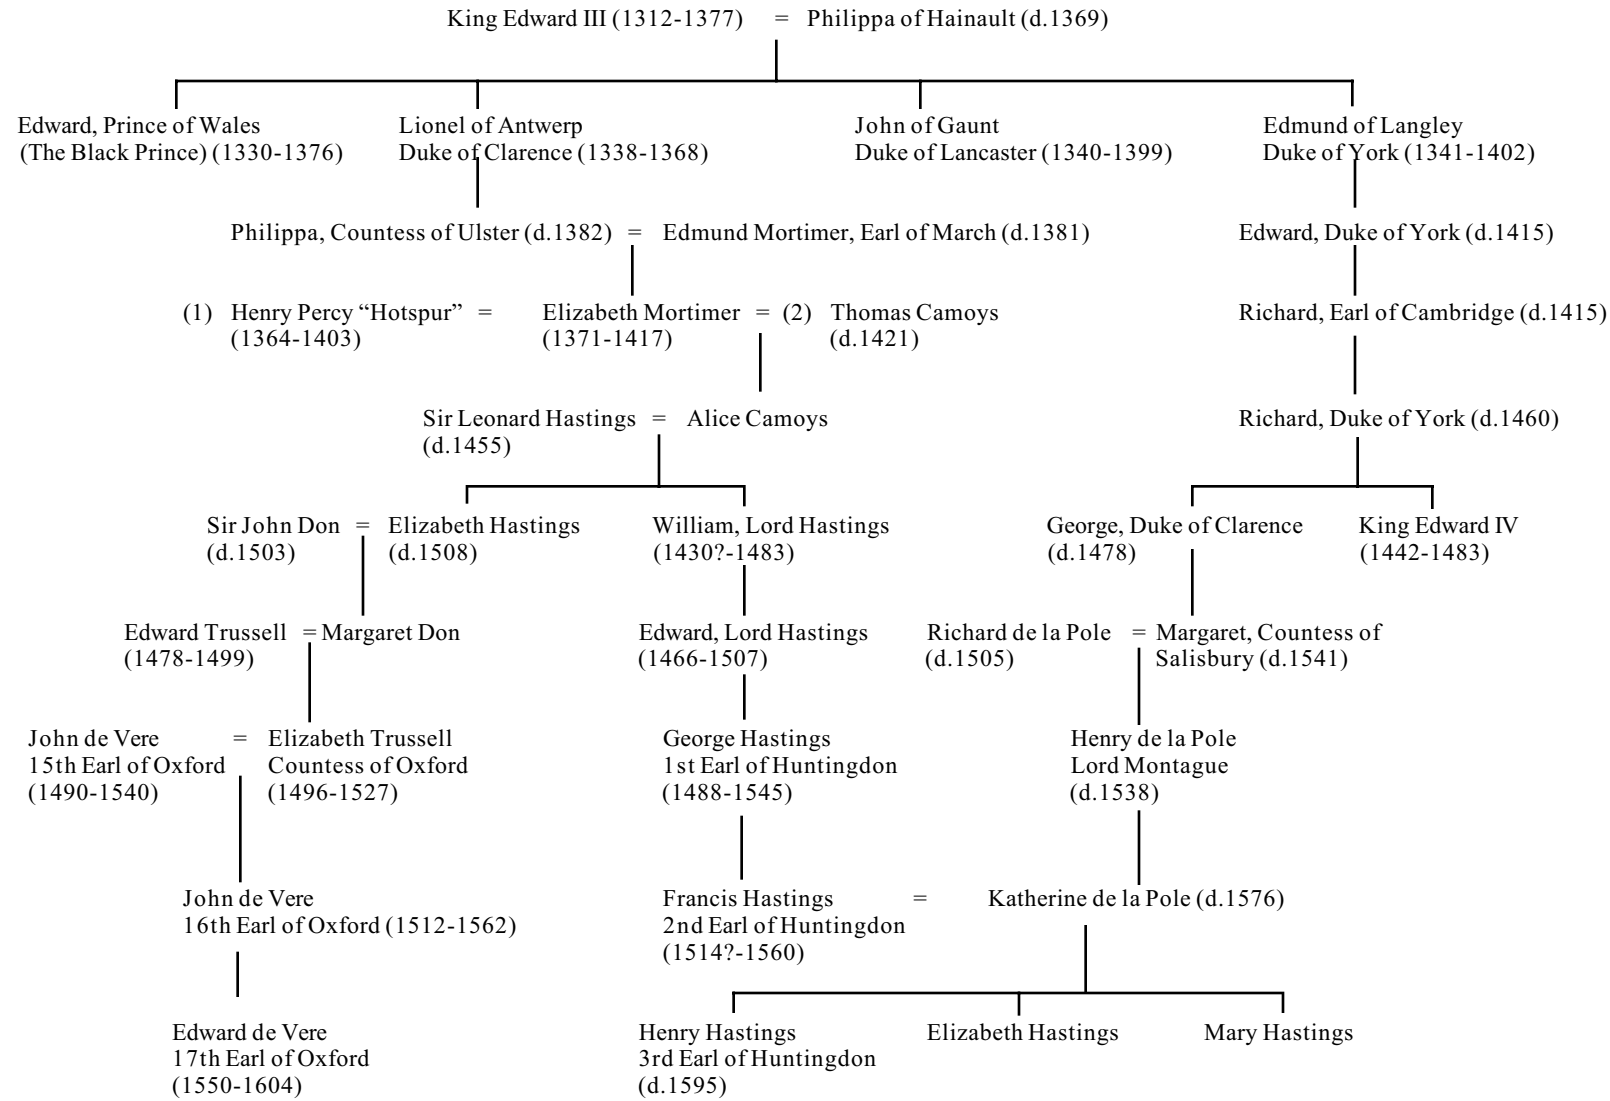 King Edward III (1312-1377) = Philippa of Hainault (d.1369)
Edward, Prince of Wales
(The Black Prince) (1330-1376)
Lionel of Antwerp
Duke of Clarence (1338-1368)
John of Gaunt
Duke of Lancaster (1340-1399)
Edmund of Langley
Duke of York (1341-1402)
Philippa, Countess of Ulster (d.1382) = Edmund Mortimer, Earl of March (d.1381)
Edward, Duke of York (d.1415)
(1) Henry Percy “Hotspur” =
(1364-1403)
Elizabeth Mortimer = (2)
(1371-1417)
Thomas Camoys
(d.1421)
Richard, Earl of Cambridge (d.1415)
Sir Leonard Hastings =
(d.1455)
Alice Camoys
Richard, Duke of York (d.1460)
Sir John Don =
(d.1503)
Elizabeth Hastings
(d.1508)
William, Lord Hastings
(1430?-1483)
George, Duke of Clarence
(d.1478)
King Edward IV
(1442-1483)
Edward Trussell =
(1478-1499)
Margaret Don
Edward, Lord Hastings
(1466-1507)
Richard de la Pole =
(d.1505)
Margaret, Countess of
Salisbury (d.1541)
John de Vere =
15th Earl of Oxford
(1490-1540)
Elizabeth Trussell
Countess of Oxford
(1496-1527)
George Hastings
1st Earl of Huntingdon
(1488-1545)
Henry de la Pole
Lord Montague
(d.1538)
John de Vere
16th Earl of Oxford (1512-1562)
Francis Hastings =
2nd Earl of Huntingdon
(1514?-1560)
Katherine de la Pole (d.1576)
Edward de Vere
17th Earl of Oxford
(1550-1604)
Henry Hastings
3rd Earl of Huntingdon
(d.1595)
Elizabeth Hastings
Mary Hastings